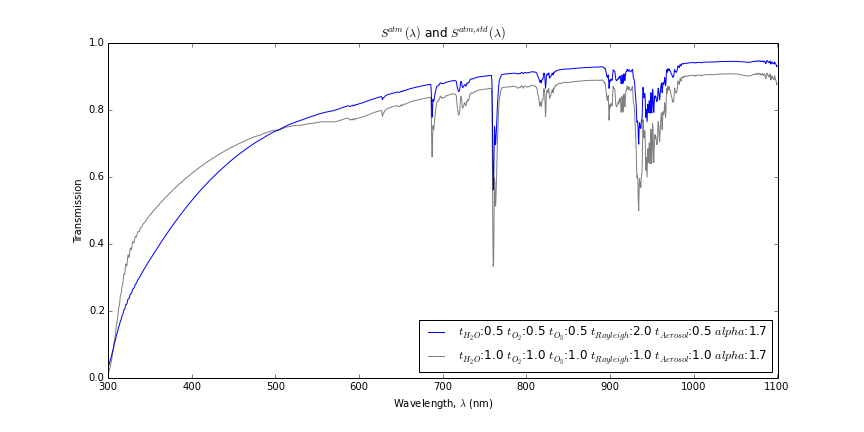 S^{atm}(λ) and S^{atm,std}(λ)
1.0
0.8
0.6
0.4
0.2
0.0
Transmission
t_{H_2O}:0.5 t_{O_2}:0.5 t_{O_3}:0.5 t_{Rayleigh}:2.0 t_{Aerosol}:0.5 alpha:1.7
t_{H_2O}:1.0 t_{O_2}:1.0 t_{O_3}:1.0 t_{Rayleigh}:1.0 t_{Aerosol}:1.0 alpha:1.7
300 400 500 600 700 800 900 1000 1100
Wavelength, λ (nm)